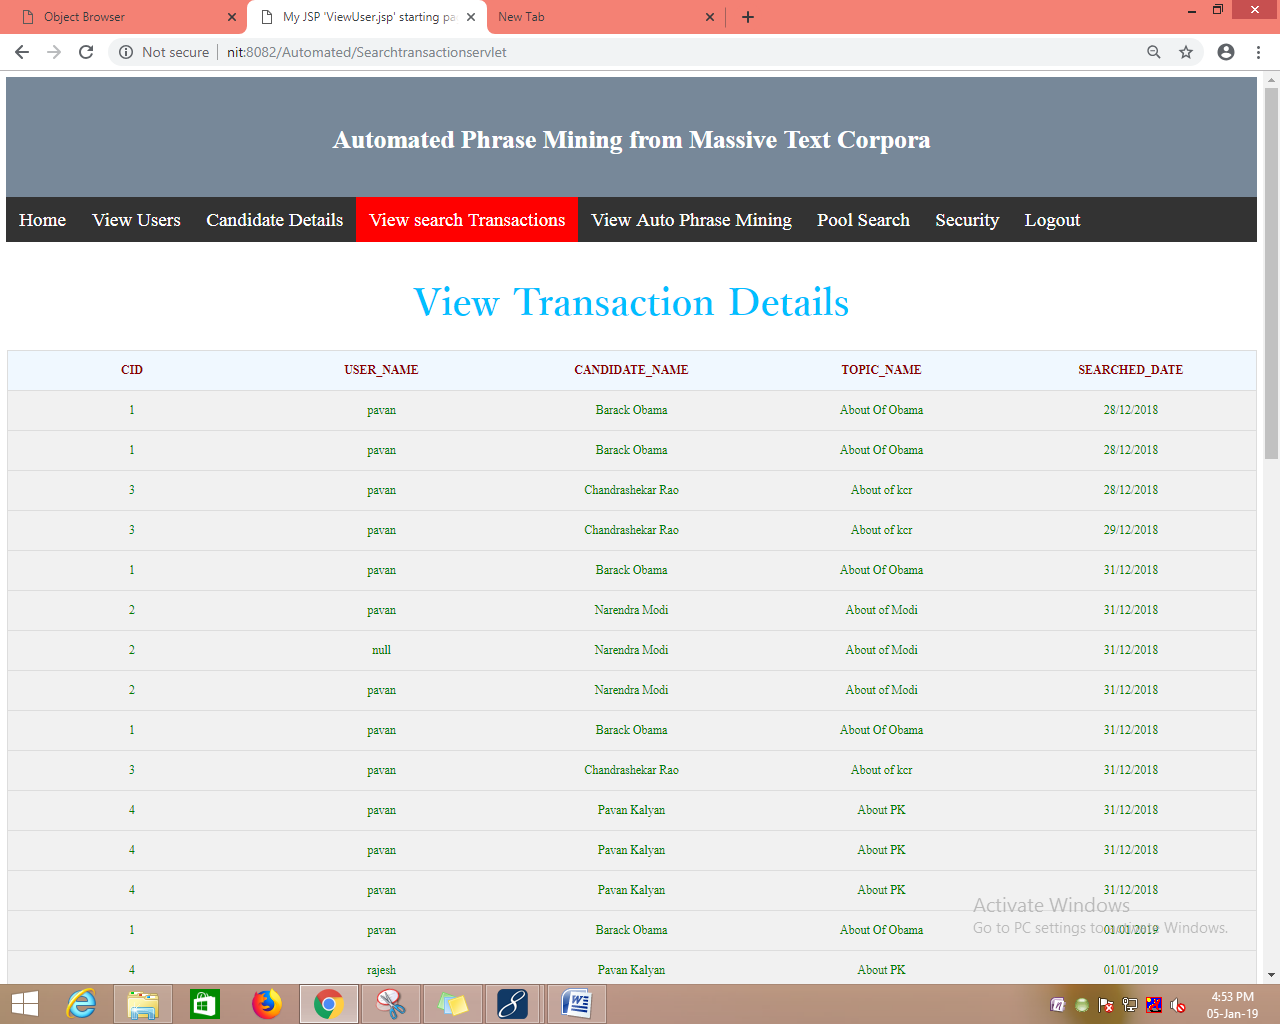 Object Browser
My JSP 'ViewUser.jsp' starting pa
New Tab
Not secure
nit:8082/Automated/Searchtransactionservlet
Automated Phrase Mining from Massive Text Corpora
Home View Users Candidate Details View search Transactions View Auto Phrase Mining Pool Search Security Logout
View Transaction Details
CID USER_NAME CANDIDATE_NAME TOPIC_NAME SEARCHED_DATE
1 pavan Barack Obama About Of Obama 28/12/2018
1 pavan Barack Obama About Of Obama 28/12/2018
3 pavan Chandrashekar Rao About of kcr 28/12/2018
3 pavan Chandrashekar Rao About of kcr 29/12/2018
1 pavan Barack Obama About Of Obama 31/12/2018
2 pavan Narendra Modi About of Modi 31/12/2018
2 null Narendra Modi About of Modi 31/12/2018
2 pavan Narendra Modi About of Modi 31/12/2018
1 pavan Barack Obama About Of Obama 31/12/2018
3 pavan Chandrashekar Rao About of kcr 31/12/2018
4 pavan Pavan Kalyan About PK 31/12/2018
4 pavan Pavan Kalyan About PK 31/12/2018
4 pavan Pavan Kalyan About PK 31/12/2018
1 pavan Barack Obama About Of Obama 01/01/2019
4 rajesh Pavan Kalyan About PK 01/01/2019
Activate Windows
Go to PC settings to activate Windows.
4:53 PM
05-Jan-19